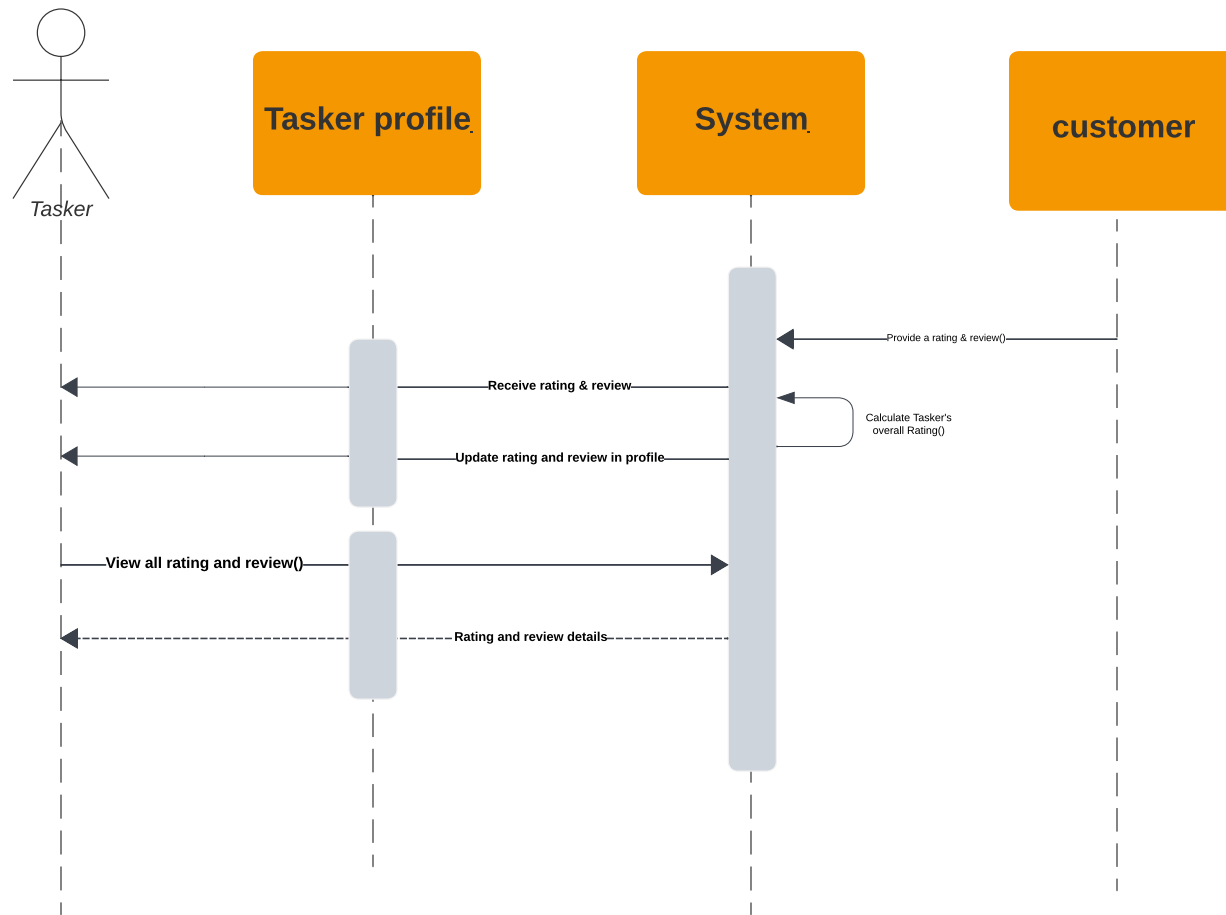 Tasker profile
System
customer
Tasker
Provide a rating & review()
Receive rating & review
Calculate Tasker's
overall Rating()
Update rating and review in profile
View all rating and review()
Rating and review details